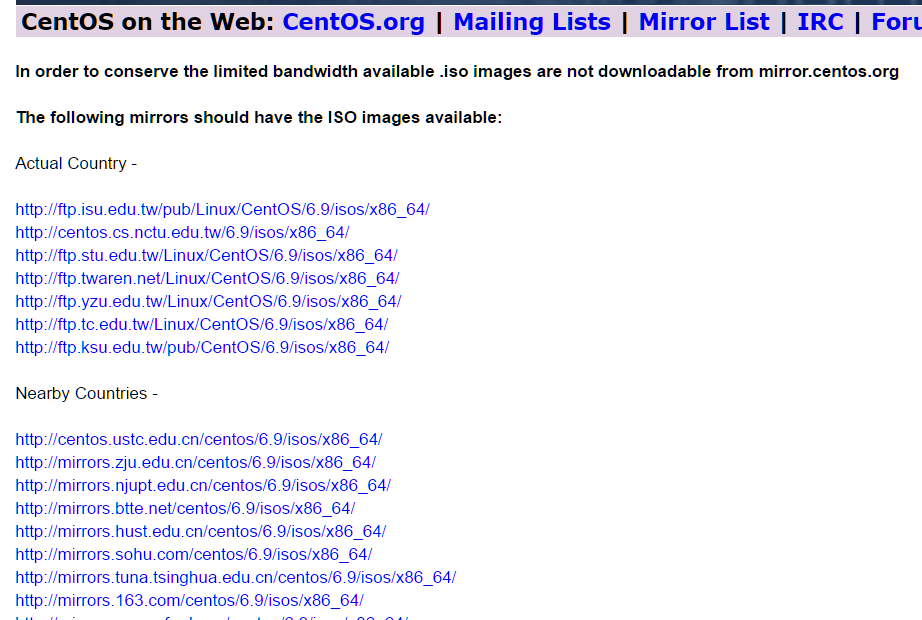 CentOS on the Web: CentOS.org | Mailing Lists | Mirror List | IRC | Foru
In order to conserve the limited bandwidth available .iso images are not downloadable from mirror.centos.org
The following mirrors should have the ISO images available:
Actual Country -
http://ftp.isu.edu.tw/pub/Linux/CentOS/6.9/isos/x86_64/
http://centos.cs.nctu.edu.tw/6.9/isos/x86_64/
http://ftp.stu.edu.tw/Linux/CentOS/6.9/isos/x86_64/
http://ftp.twaren.net/Linux/CentOS/6.9/isos/x86_64/
http://ftp.yzu.edu.tw/Linux/CentOS/6.9/isos/x86_64/
http://ftp.tc.edu.tw/Linux/CentOS/6.9/isos/x86_64/
http://ftp.ksu.edu.tw/pub/CentOS/6.9/isos/x86_64/
Nearby Countries -
http://centos.ustc.edu.cn/centos/6.9/isos/x86_64/
http://mirrors.zju.edu.cn/centos/6.9/isos/x86_64/
http://mirrors.njupt.edu.cn/centos/6.9/isos/x86_64/
http://mirrors.btte.net/centos/6.9/isos/x86_64/
http://mirrors.hust.edu.cn/centos/6.9/isos/x86_64/
http://mirrors.sohu.com/centos/6.9/isos/x86_64/
http://mirrors.tuna.tsinghua.edu.cn/centos/6.9/isos/x86_64/
http://mirrors.163.com/centos/6.9/isos/x86_64/